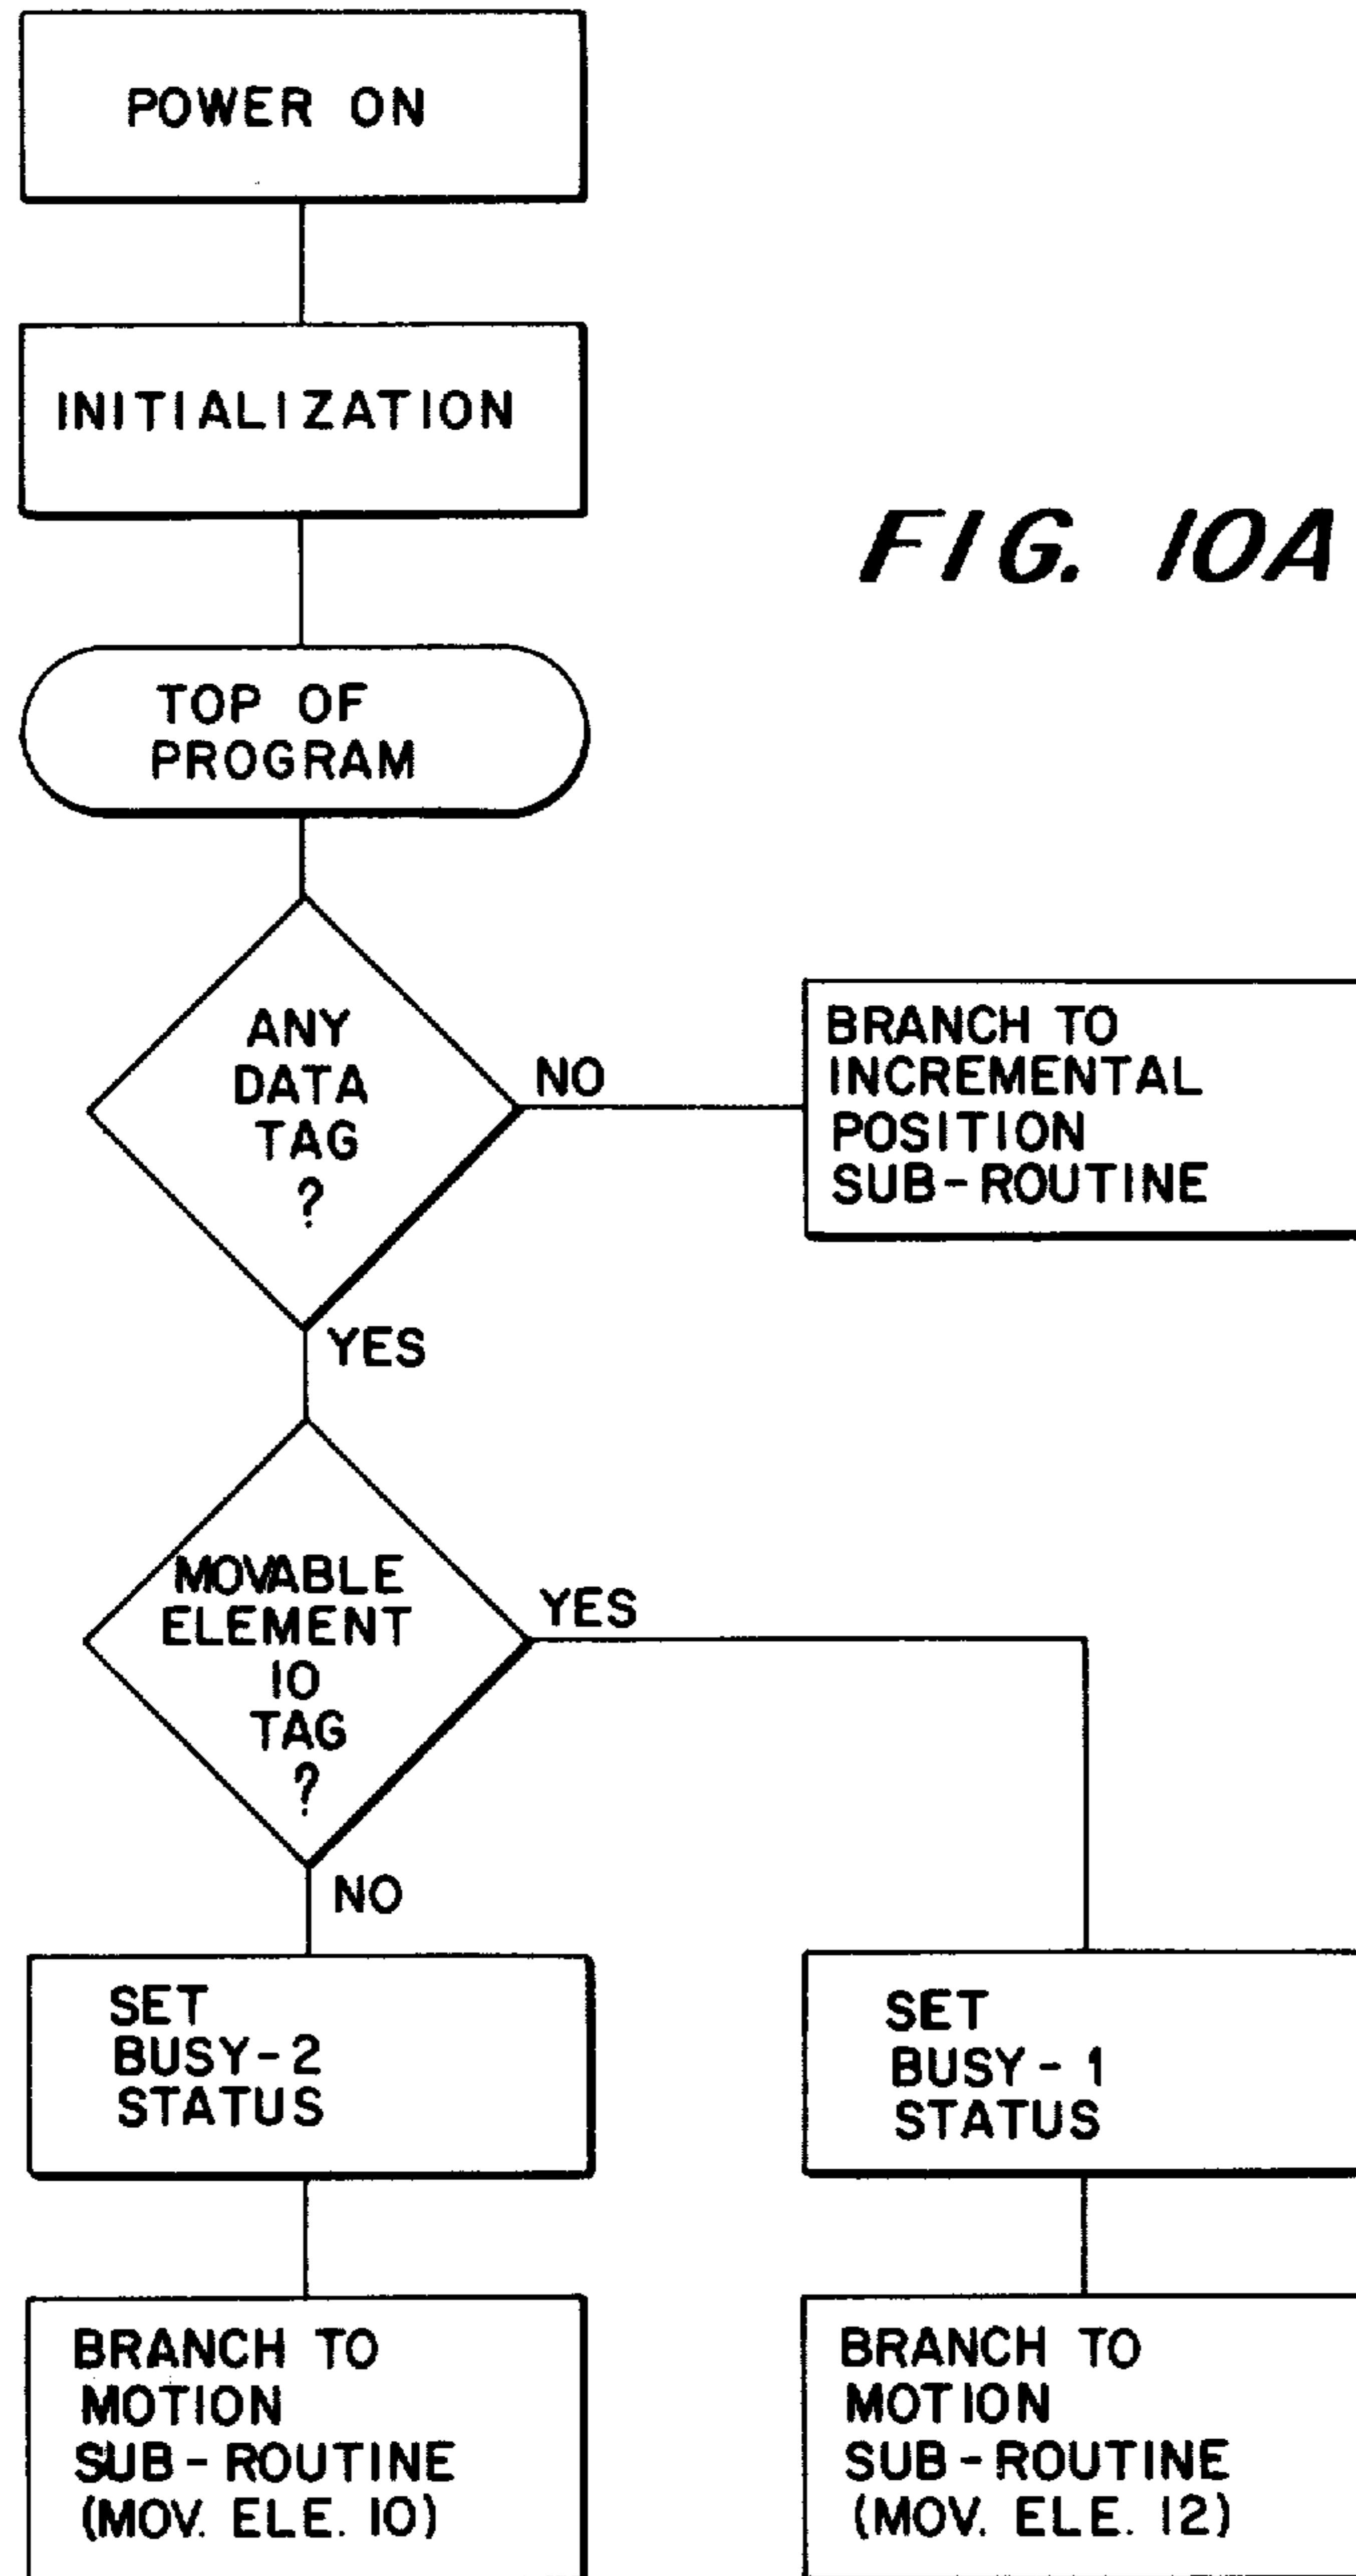 POWER ON
INITIALIZATION
FIG. 10A
TOP OF
PROGRAM
ANY
DATA
TAG
?
NO
BRANCH TO
INCREMENTAL
POSITION
SUB-ROUTINE
YES
MOVABLE
ELEMENT
10
TAG
?
YES
NO
SET
BUSY-2
STATUS
SET
BUSY-1
STATUS
BRANCH TO
MOTION
SUB-ROUTINE
(MOV. ELE. 10)
BRANCH TO
MOTION
SUB-ROUTINE
(MOV. ELE. 12)